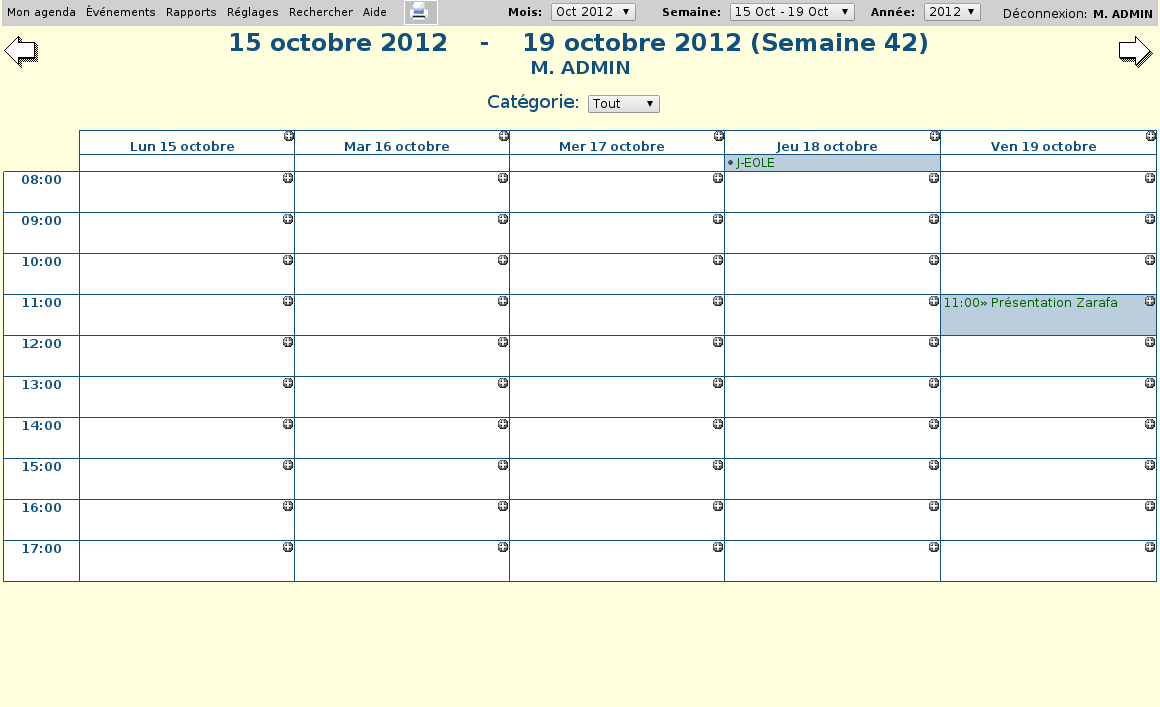 Mon agenda Événements Rapports Réglages Rechercher Aide Mois: Oct 2012 Semaine: 15 Oct - 19 Oct Année: 2012 Déconnexion: M. ADMIN
15 octobre 2012 - 19 octobre 2012 (Semaine 42)
M. ADMIN
Catégorie: Tout
Lun 15 octobre Mar 16 octobre Mer 17 octobre Jeu 18 octobre Ven 19 octobre
• J-EOLE
08:00
09:00
10:00
11:00 11:00» Présentation Zarafa
12:00
13:00
14:00
15:00
16:00
17:00